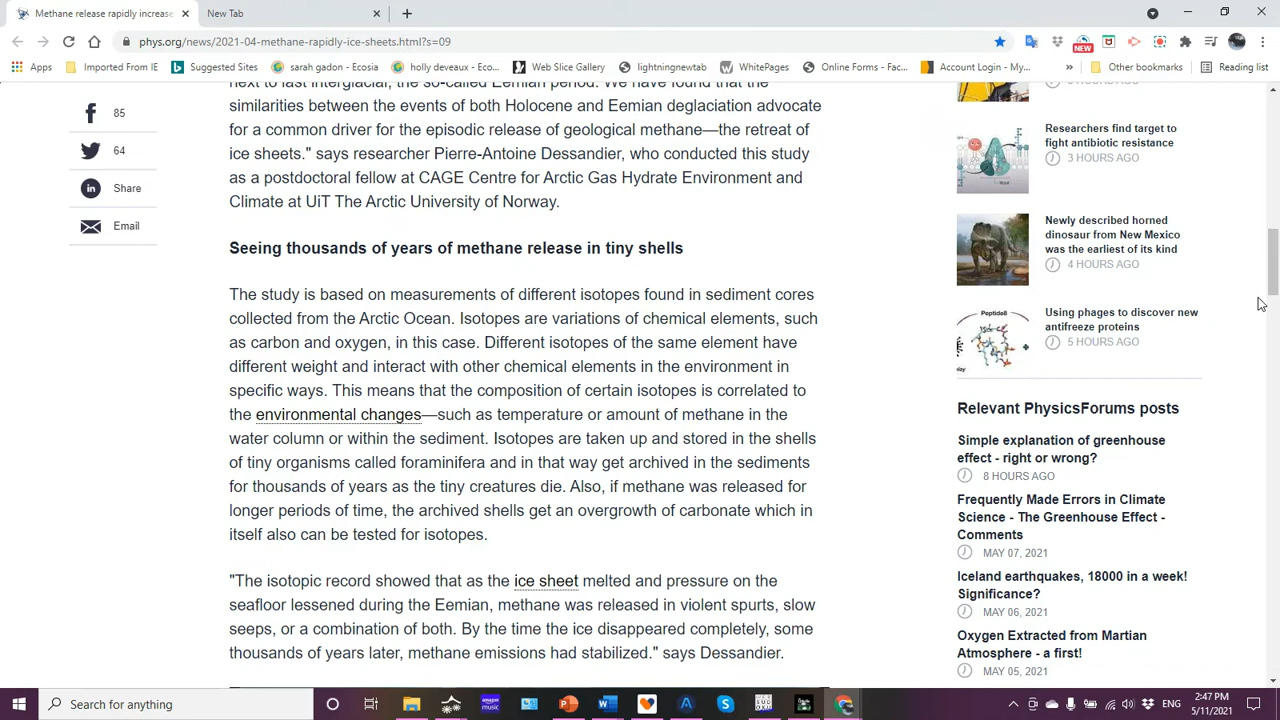 Methane release rapidly increase
New Tab
phys.org/news/2021-04-methane-rapidly-ice-sheets.html?s=09
NEW
Apps
Imported From IE
Suggested Sites
sarah gadon - Ecosia
holly deveaux - Eco...
Web Slice Gallery
lightningnewtab
WhitePages
Online Forms - Fac...
Account Login - My...
»
Other bookmarks
Reading list
85
64
Share
Email
next to last interglacial, the so-called Eemian period. We have found that the
similarities between the events of both Holocene and Eemian deglaciation advocate
for a common driver for the episodic release of geological methane—the retreat of
ice sheets." says researcher Pierre-Antoine Dessandier, who conducted this study
as a postdoctoral fellow at CAGE Centre for Arctic Gas Hydrate Environment and
Climate at UiT The Arctic University of Norway.
Seeing thousands of years of methane release in tiny shells
The study is based on measurements of different isotopes found in sediment cores
collected from the Arctic Ocean. Isotopes are variations of chemical elements, such
as carbon and oxygen, in this case. Different isotopes of the same element have
different weight and interact with other chemical elements in the environment in
specific ways. This means that the composition of certain isotopes is correlated to
the environmental changes—such as temperature or amount of methane in the
water column or within the sediment. Isotopes are taken up and stored in the shells
of tiny organisms called foraminifera and in that way get archived in the sediments
for thousands of years as the tiny creatures die. Also, if methane was released for
longer periods of time, the archived shells get an overgrowth of carbonate which in
itself also can be tested for isotopes.
"The isotopic record showed that as the ice sheet melted and pressure on the
seafloor lessened during the Eemian, methane was released in violent spurts, slow
seeps, or a combination of both. By the time the ice disappeared completely, some
thousands of years later, methane emissions had stabilized." says Dessandier.
HOURS AGO
Researchers find target to
fight antibiotic resistance
3 HOURS AGO
Newly described horned
dinosaur from New Mexico
was the earliest of its kind
4 HOURS AGO
Peptide8
Using phages to discover new
antifreeze proteins
5 HOURS AGO
Relevant PhysicsForums posts
Simple explanation of greenhouse
effect - right or wrong?
8 HOURS AGO
Frequently Made Errors in Climate
Science - The Greenhouse Effect -
Comments
MAY 07, 2021
Iceland earthquakes, 18000 in a week!
Significance?
MAY 06, 2021
Oxygen Extracted from Martian
Atmosphere - a first!
MAY 05, 2021
Search for anything
amazon
music
ENG
2:47 PM
5/11/2021